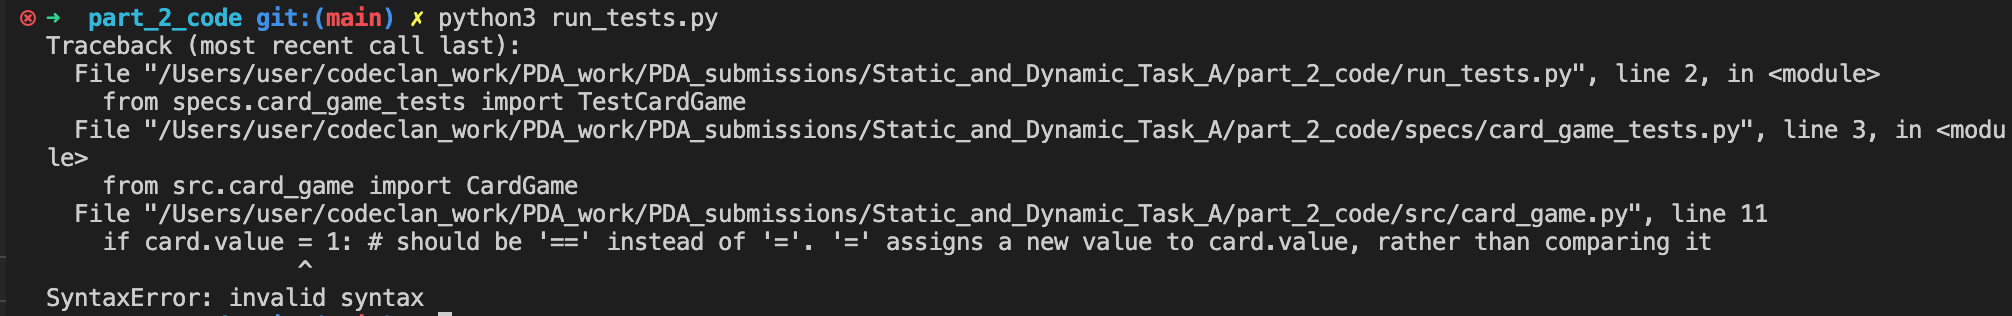 ⊗ → part_2_code git:(main) ✗ python3 run_tests.py
Traceback (most recent call last):
  File "/Users/user/codeclan_work/PDA_work/PDA_submissions/Static_and_Dynamic_Task_A/part_2_code/run_tests.py", line 2, in <module>
    from specs.card_game_tests import TestCardGame
  File "/Users/user/codeclan_work/PDA_work/PDA_submissions/Static_and_Dynamic_Task_A/part_2_code/specs/card_game_tests.py", line 3, in <modu
le>
    from src.card_game import CardGame
  File "/Users/user/codeclan_work/PDA_work/PDA_submissions/Static_and_Dynamic_Task_A/part_2_code/src/card_game.py", line 11
    if card.value = 1: # should be '==' instead of '='. '=' assigns a new value to card.value, rather than comparing it
                  ^
SyntaxError: invalid syntax